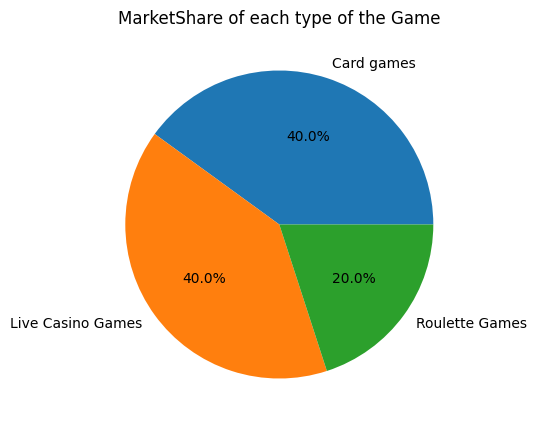 MarketShare of each type of the Game
Card games
40.0%
40.0%
20.0%
Live Casino Games
Roulette Games